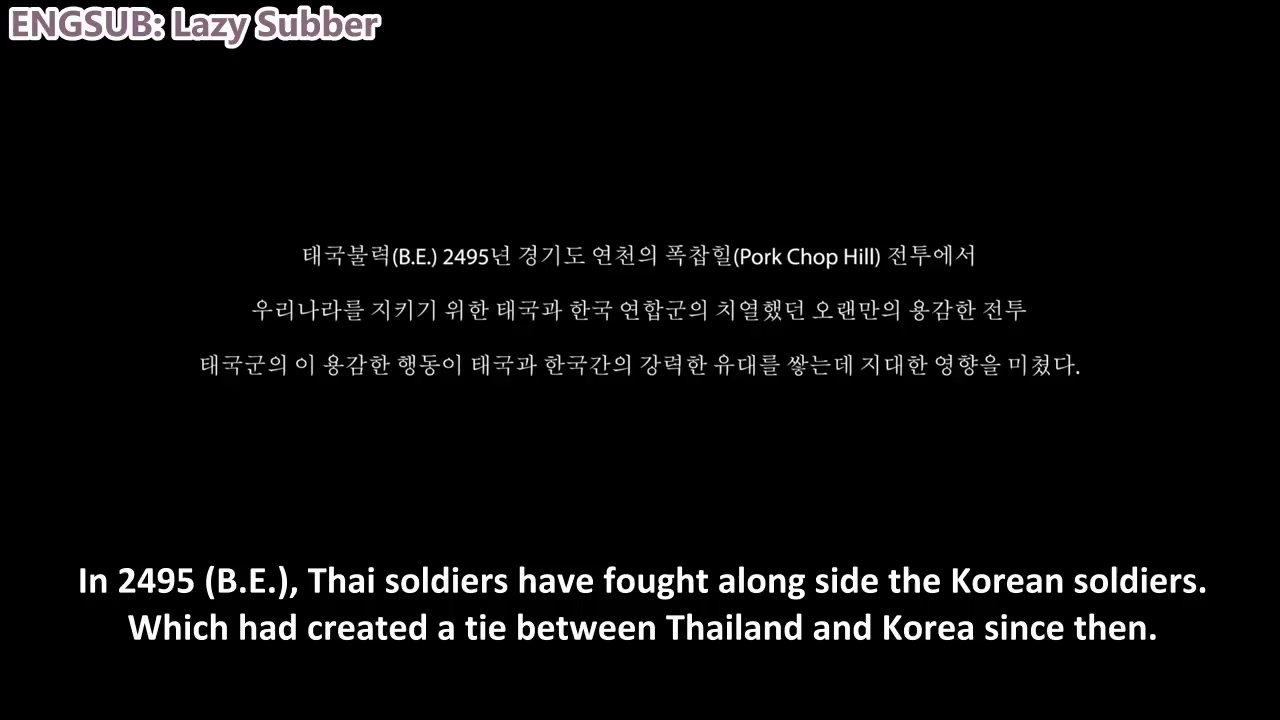 ENGSUB: Lazy Subber
태국불력(B.E.) 2495년 경기도 연천의 폭찹힐(Pork Chop Hill) 전투에서
우리나라를 지키기 위한 태국과 한국 연합군의 치열했던 오랜만의 용감한 전투
태국군의 이 용감한 행동이 태국과 한국간의 강력한 유대를 쌓는데 지대한 영향을 미쳤다.
In 2495 (B.E.), Thai soldiers have fought along side the Korean soldiers.
Which had created a tie between Thailand and Korea since then.